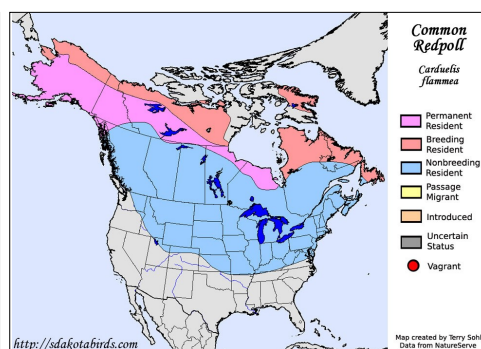 Common
Redpoll
Carduelis
flammea
Permanent
Resident
Breeding
Resident
Nonbreeding
Resident
Passage
Migrant
Introduced
Uncertain
Status
Vagrant
http://sdakotabirds.com
Map created by Terry Sohl
Data from NatureServe